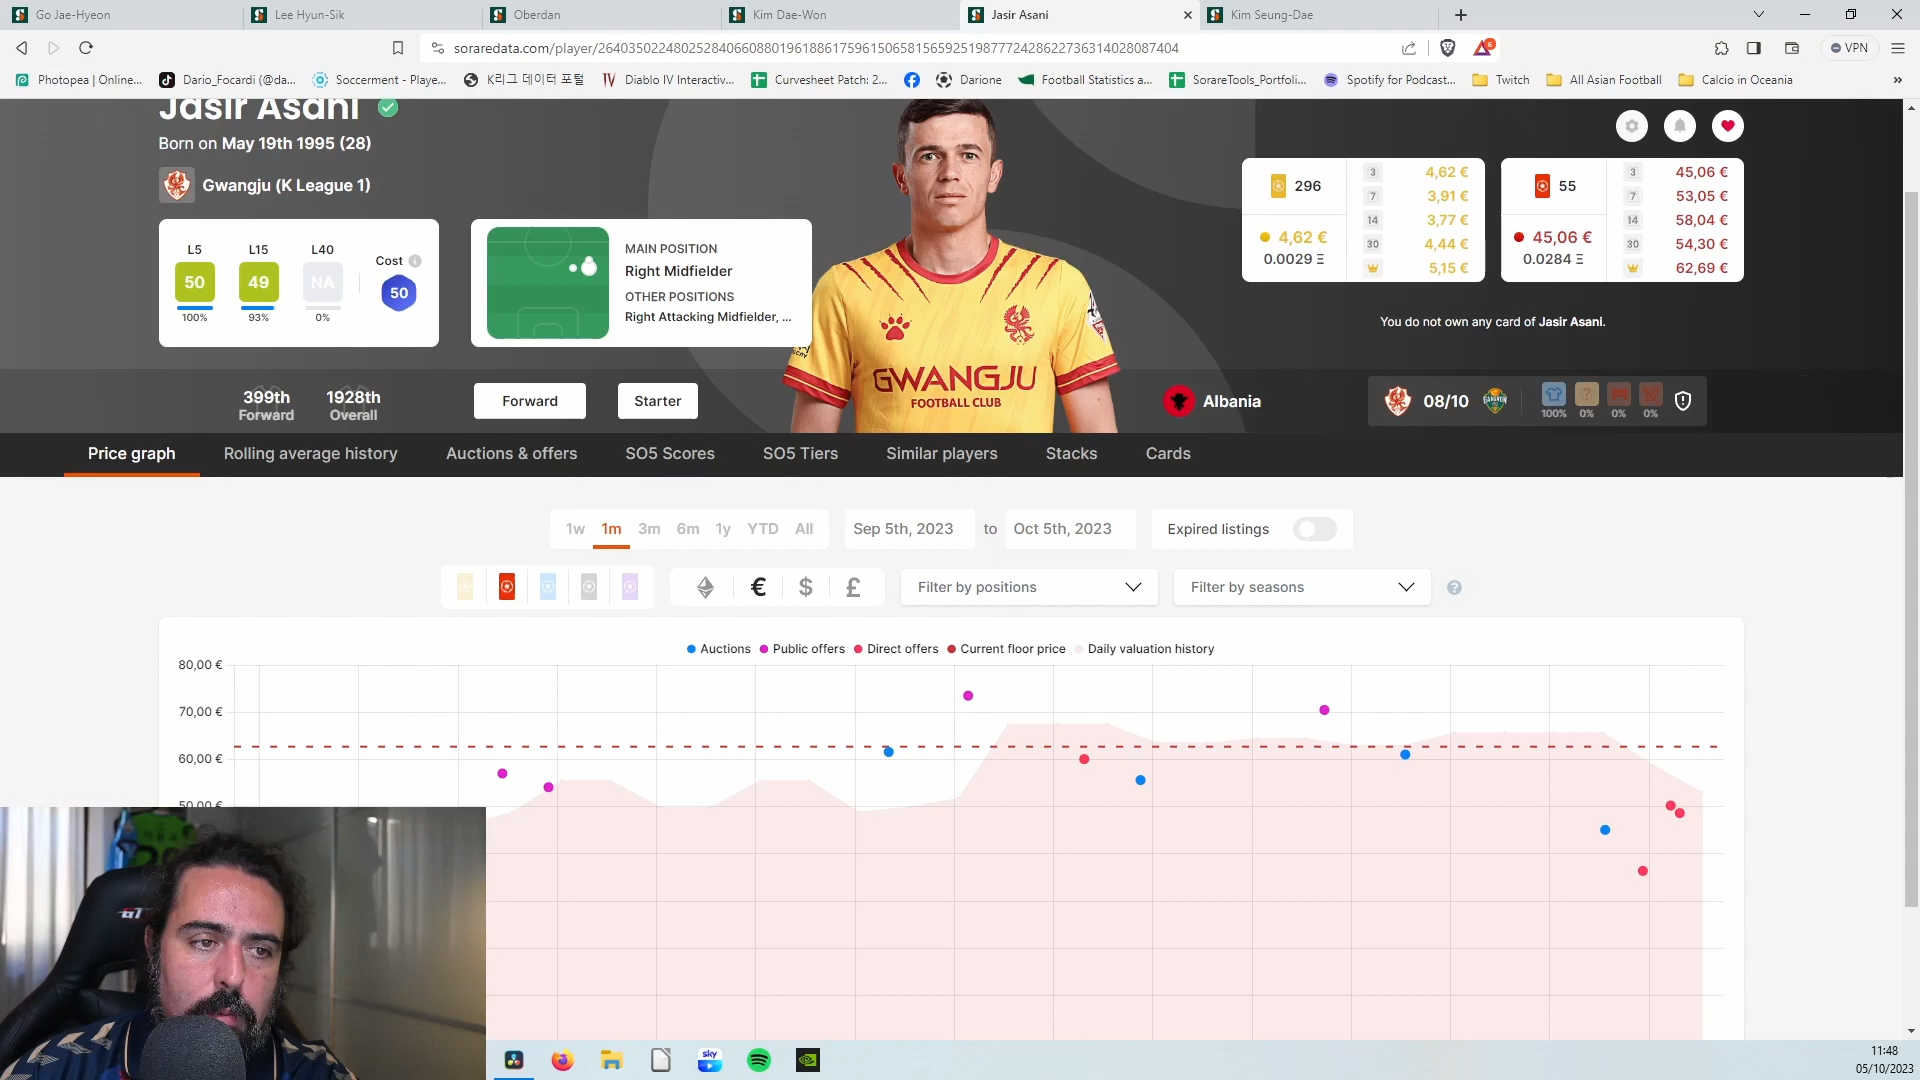 Go Jae-Hyeon
Lee Hyun-Sik
Oberdan
Kim Dae-Won
Jasir Asani
Kim Seung-Dae
soraredata.com/player/26403502248025284066088019618861759615065815659251987772428622736314028087404
VPN
Photopea | Online...
Dario_Focardi (@da...
Soccerment - Playe...
K리그 데이터 포털
Diablo IV Interactiv...
Curvesheet Patch: 2...
Darione
Football Statistics a...
SorareTools_Portfoli...
Spotify for Podcast...
Twitch
All Asian Football
Calcio in Oceania
Jasir Asani
Born on May 19th 1995 (28)
Gwangju (K League 1)
L5
L15
L40
50
49
NA
100%
93%
0%
Cost
50
MAIN POSITION
Right Midfielder
OTHER POSITIONS
Right Attacking Midfielder, ...
GWANGJU
FOOTBALL CLUB
296
4,62 €
0.0029 Ξ
3 4,62 €
7 3,91 €
14 3,77 €
30 4,44 €
5,15 €
55
45,06 €
0.0284 Ξ
3 45,06 €
7 53,05 €
14 58,04 €
30 54,30 €
62,69 €
You do not own any card of Jasir Asani.
399th
Forward
1928th
Overall
Forward
Starter
Albania
08/10
100%
0%
0%
0%
Price graph
Rolling average history
Auctions & offers
SO5 Scores
SO5 Tiers
Similar players
Stacks
Cards
1w
1m
3m
6m
1y
YTD
All
Sep 5th, 2023
to
Oct 5th, 2023
Expired listings
€
$
£
Filter by positions
Filter by seasons
?
Auctions
Public offers
Direct offers
Current floor price
Daily valuation history
80,00 €
70,00 €
60,00 €
50,00 €
GT
sky
11:48
05/10/2023